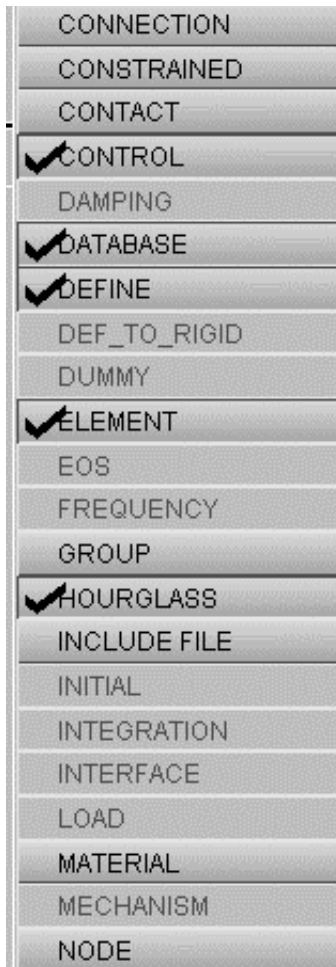 CONNECTION
CONSTRAINED
CONTACT
CONTROL
DAMPING
DATABASE
DEFINE
DEF_TO_RIGID
DUMMY
ELEMENT
EOS
FREQUENCY
GROUP
HOURGLASS
INCLUDE FILE
INITIAL
INTEGRATION
INTERFACE
LOAD
MATERIAL
MECHANISM
NODE